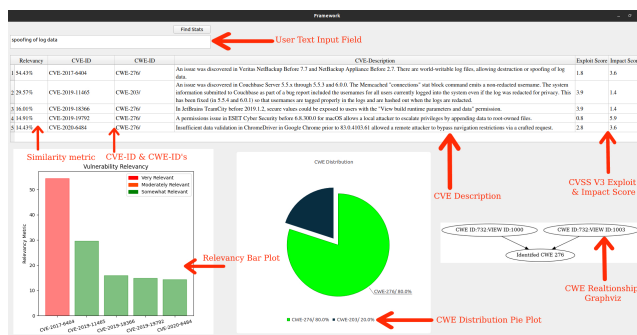 Framework
Find Stats
spoofing of log data
User Text Input Field
Relevancy CVE-ID CWE-ID CVE-Description Exploit Score Impact Score
1 54.43% CVE-2017-6404 CWE-276/ An issue was discovered in Veritas NetBackup Before 7.7 and NetBackup Appliance Before 2.7. There are world-writable log files, allowing destruction or spoofing of log data. 1.8 3.6
2 29.57% CVE-2019-11465 CWE-203/ An issue was discovered in Couchbase Server 5.5.x through 5.5.3 and 6.0.0. The Memcached "connections" stat block command emits a non-redacted username. The system information submitted to Couchbase as part of a bug report included the usernames for all users currently logged into the system even if the log was redacted for privacy. This has been fixed (in 5.5.4 and 6.0.1) so that usernames are tagged properly in the logs and are hashed out when the logs are redacted. 3.9 1.4
3 16.01% CVE-2019-18366 CWE-276/ In JetBrains TeamCity before 2019.1.2, secure values could be exposed to users with the "View build runtime parameters and data" permission. 3.9 1.4
4 14.91% CVE-2019-19792 CWE-276/ A permissions issue in ESET Cyber Security before 6.8.300.0 for macOS allows a local attacker to escalate privileges by appending data to root-owned files. 0.8 5.9
5 14.43% CVE-2020-6484 CWE-276/ Insufficient data validation in ChromeDriver in Google Chrome prior to 83.0.4103.61 allowed a remote attacker to bypass navigation restrictions via a crafted request. 2.8 3.6
Similarity metric CVE-ID & CWE-ID's
CVE Description
CVSS V3 Exploit
& Impact Score
Vulnerability Relevancy
Very Relevant
Moderately Relevant
Somewhat Relevant
Relevancy Metric
50
40
30
20
10
0
CVE-2017-6404
CVE-2019-11465
CVE-2019-18366
CVE-2019-19792
CVE-2020-6484
Relevancy Bar Plot
CWE Distribution
CWE-276/ 80.0%
CWE-276/ 80.0% CWE-203/ 20.0%
CWE Distribution Pie Plot
CWE ID:732:VIEW ID:1000
CWE ID:732:VIEW ID:1003
Identifed CWE 276
CWE Realtionship
Graphviz